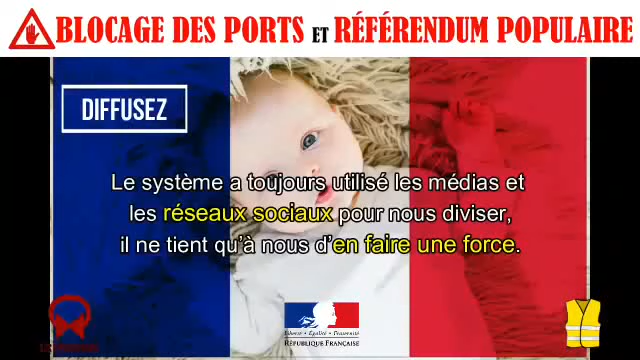 BLOCAGE DES PORTS ET RÉFÉRENDUM POPULAIRE
DIFFUSEZ
Le système a toujours utilisé les médias et
les réseaux sociaux pour nous diviser,
il ne tient qu'à nous d'en faire une force.
Liberté • Égalité • Fraternité
RÉPUBLIQUE FRANÇAISE